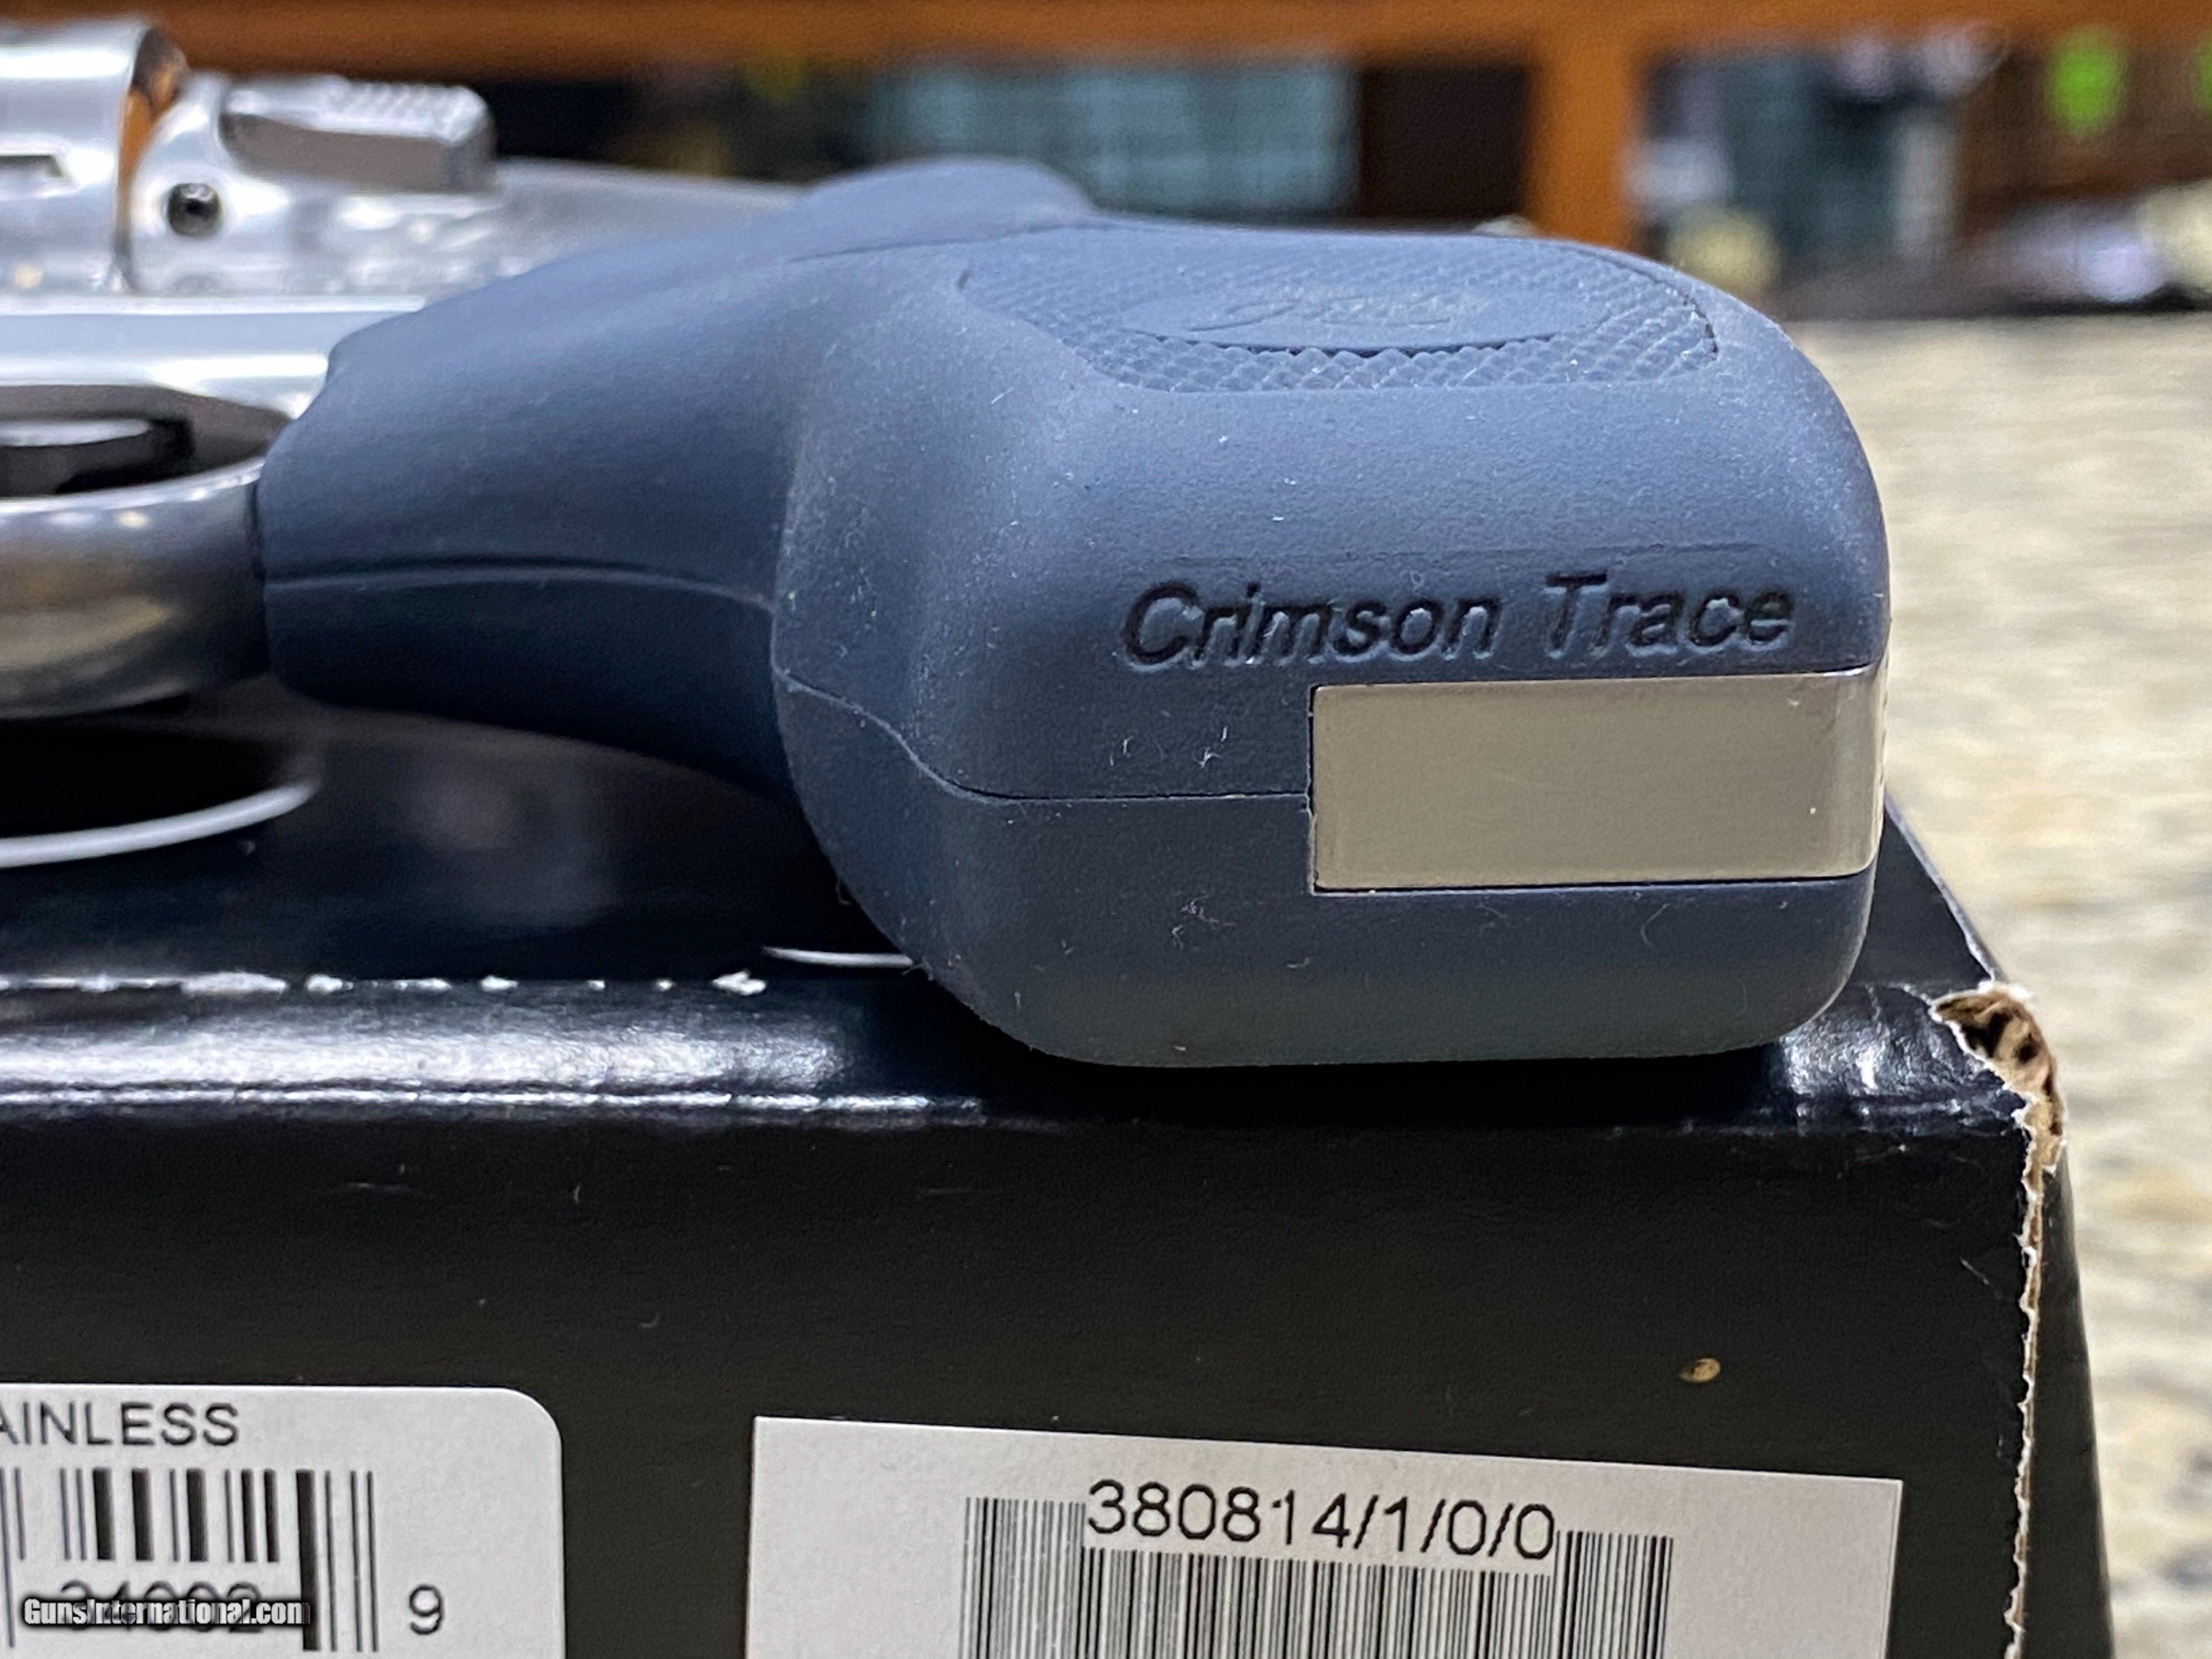 Crimson Trace
AINLESS
380814/1/0/0
9
GunsInternational.com